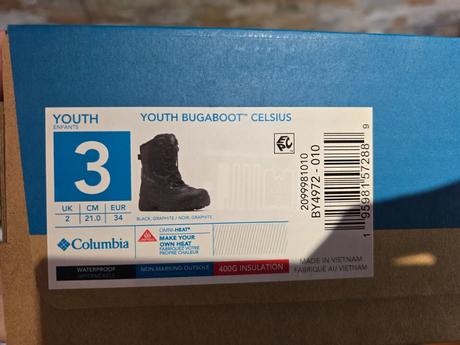 YOUTH
ENFANTS
YOUTH BUGABOOT™ CELSIUS
3
UK
CM
EUR
2
21.0
34
BLACK, GRAPHITE / NOIR, GRAPHITE
2099981010
BY4972 - 010
1 95981 57288 9
Columbia
OMNI-HEAT™
MAKE YOUR
OWN HEAT
FABRIQUEZ VOTRE
PROPRE CHALEUR
WATERPROOF
IMPERMÉABLE
NON-MARKING OUTSOLE
400G INSULATION
MADE IN VIETNAM
FABRIQUÉ AU VIETNAM